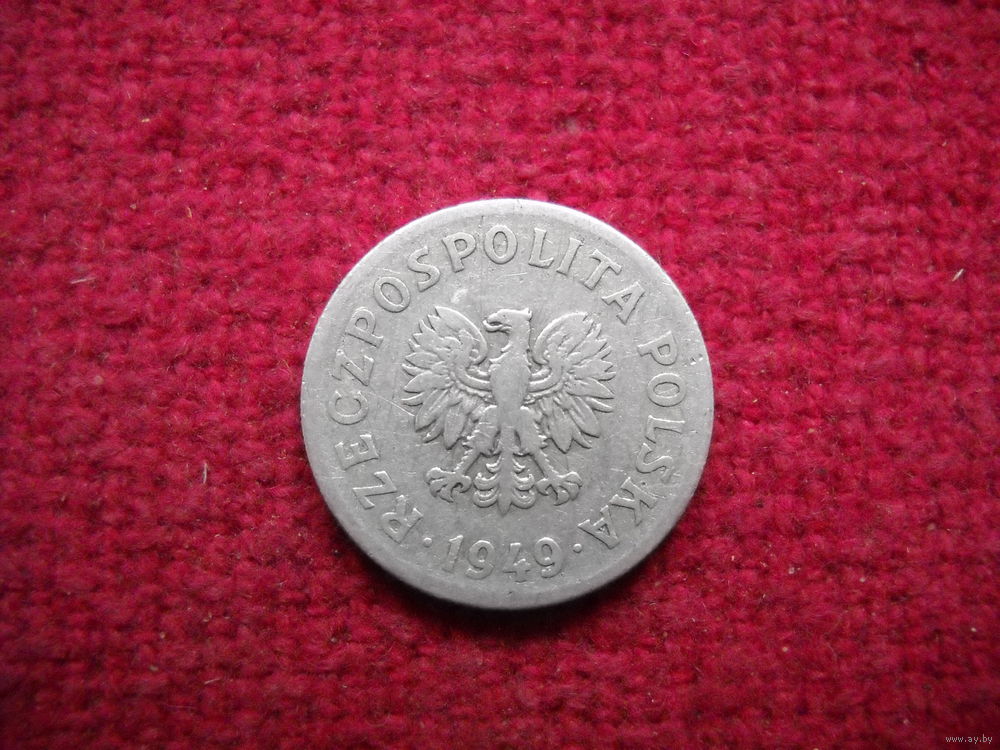 · RZECZPOSPOLITA POLSKA ·
1949
www.ay.by